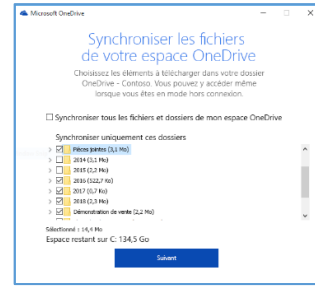 Microsoft OneDrive
Synchroniser les fichiers
de votre espace OneDrive
Choisissez les éléments à télécharger dans votre dossier
OneDrive - Contoso. Vous pouvez y accéder même
lorsque vous êtes en mode hors connexion.
Synchroniser tous les fichiers et dossiers de mon espace OneDrive
Synchroniser uniquement ces dossiers
Pièces jointes (3,1 Mo)
2014 (3,1 Mo)
2015 (2,2 Mo)
2016 (522,7 Ko)
2017 (0,7 Ko)
2018 (2,3 Mo)
Démonstration de vente (2,2 Mo)
Sélectionné : 14,4 Mo
Espace restant sur C: 134,5 Go
Suivant